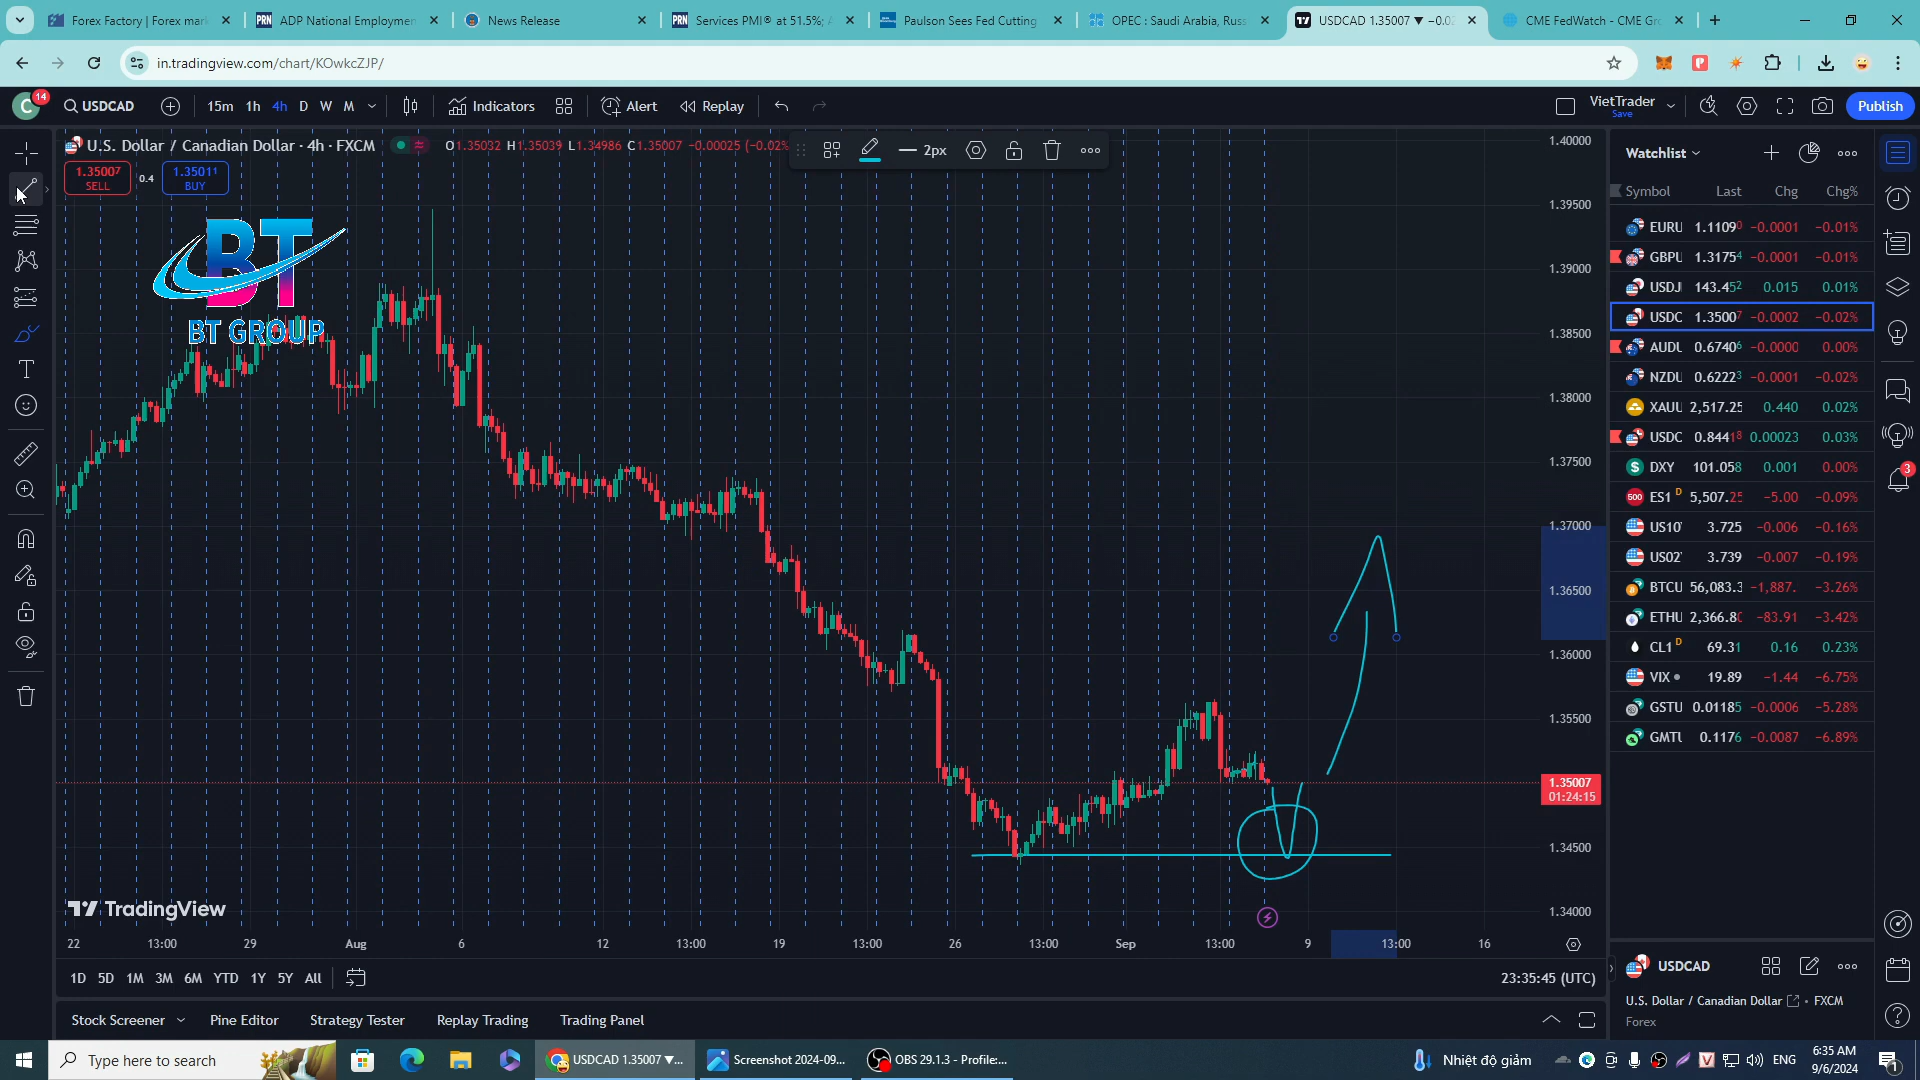 Forex Factory | Forex mark
ADP National Employmen
News Release
Services PMI® at 51.5%; A
Paulson Sees Fed Cutting
OPEC : Saudi Arabia, Russ
USDCAD 1.35007 ▼ −0.02
CME FedWatch - CME Gr
in.tradingview.com/chart/KOwkcZJP/
C
14
USDCAD
15m
1h
4h
D
W
M
Indicators
Alert
Replay
VietTrader
Save
Publish
U.S. Dollar / Canadian Dollar · 4h · FXCM
O1.35032 H1.35039 L1.34986 C1.35007 −0.00025 (−0.02%
2px
1.35007
SELL
0.4
1.35011
BUY
BT
BT GROUP
1.40000
1.39500
1.39000
1.38500
1.38000
1.37500
1.37000
1.36500
1.36000
1.35500
1.35007
01:24:15
1.34500
1.34000
TradingView
22
13:00
29
Aug
6
12
13:00
19
13:00
26
13:00
Sep
13:00
9
13:00
16
1D
5D
1M
3M
6M
YTD
1Y
5Y
All
23:35:45 (UTC)
Stock Screener
Pine Editor
Strategy Tester
Replay Trading
Trading Panel
Watchlist
Symbol Last Chg Chg%
EURU 1.11090 −0.0001 −0.01%
GBPU 1.31754 −0.0001 −0.01%
USDJ 143.452 0.015 0.01%
USDC 1.35007 −0.0002 −0.02%
AUDU 0.67406 −0.0000 0.00%
NZDU 0.62223 −0.0001 −0.02%
XAUU 2,517.25 0.440 0.02%
USDC 0.84418 0.00023 0.03%
DXY 101.058 0.001 0.00%
500 ES1 D 5,507.25 −5.00 −0.09%
US10 3.725 −0.006 −0.16%
US02 3.739 −0.007 −0.19%
BTCU 56,083.3 −1,887. −3.26%
ETHU 2,366.80 −83.91 −3.42%
CL1 D 69.31 0.16 0.23%
VIX 19.89 −1.44 −6.75%
GSTU 0.01185 −0.0006 −5.28%
GMTU 0.1176 −0.0087 −6.89%
3
USDCAD
U.S. Dollar / Canadian Dollar • FXCM
Forex
Type here to search
USDCAD 1.35007 ▼...
Screenshot 2024-09...
OBS 29.1.3 - Profile:...
Nhiệt độ giảm
ENG
6:35 AM
9/6/2024
1